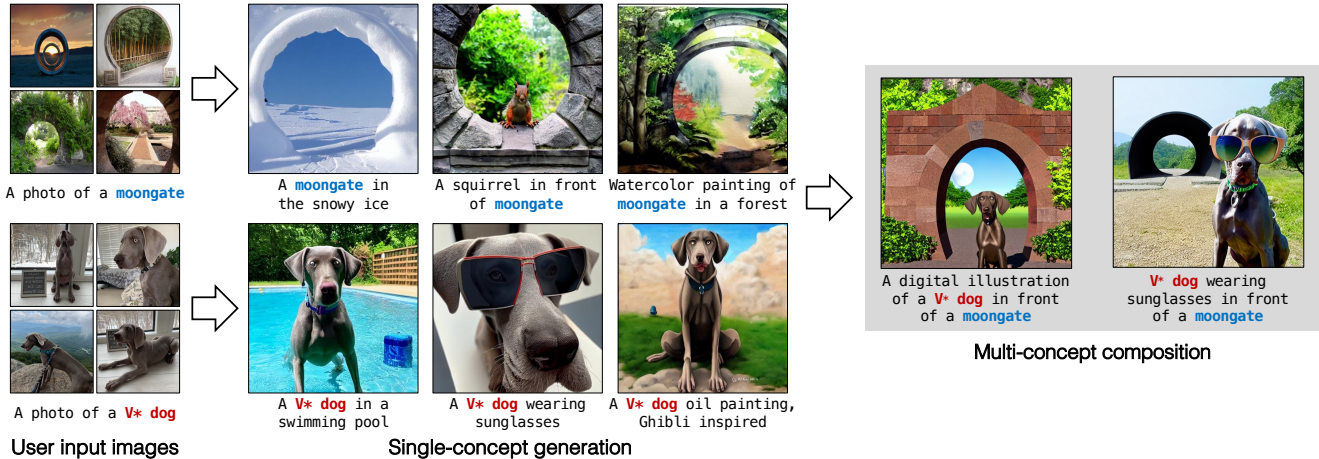 A photo of a moongate
A moongate in
the snowy ice
A squirrel in front
of moongate
Watercolor painting of
moongate in a forest
A photo of a V* dog
A V* dog in a
swimming pool
A V* dog wearing
sunglasses
A V* dog oil painting,
Ghibli inspired
A digital illustration
of a V* dog in front
of a moongate
V* dog wearing
sunglasses in front
of a moongate
User input images
Single-concept generation
Multi-concept composition